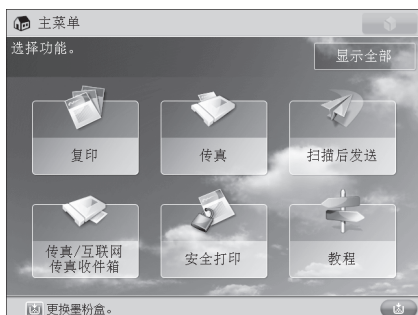 主菜单
选择功能。
显示全部
复印
传真
扫描后发送
传真/互联网
传真收件箱
安全打印
教程
更换墨粉盒。